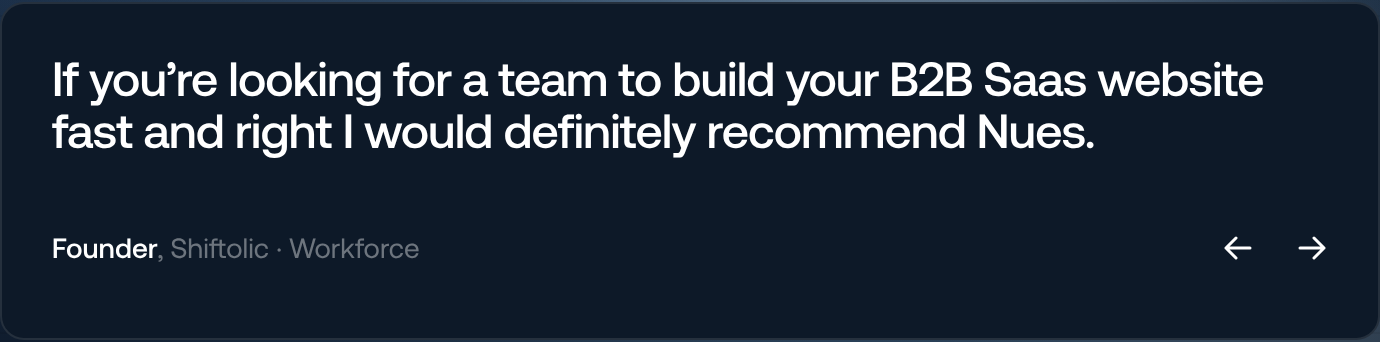 If you’re looking for a team to build your B2B Saas website
fast and right I would definitely recommend Nues.
Founder, Shiftolic · Workforce